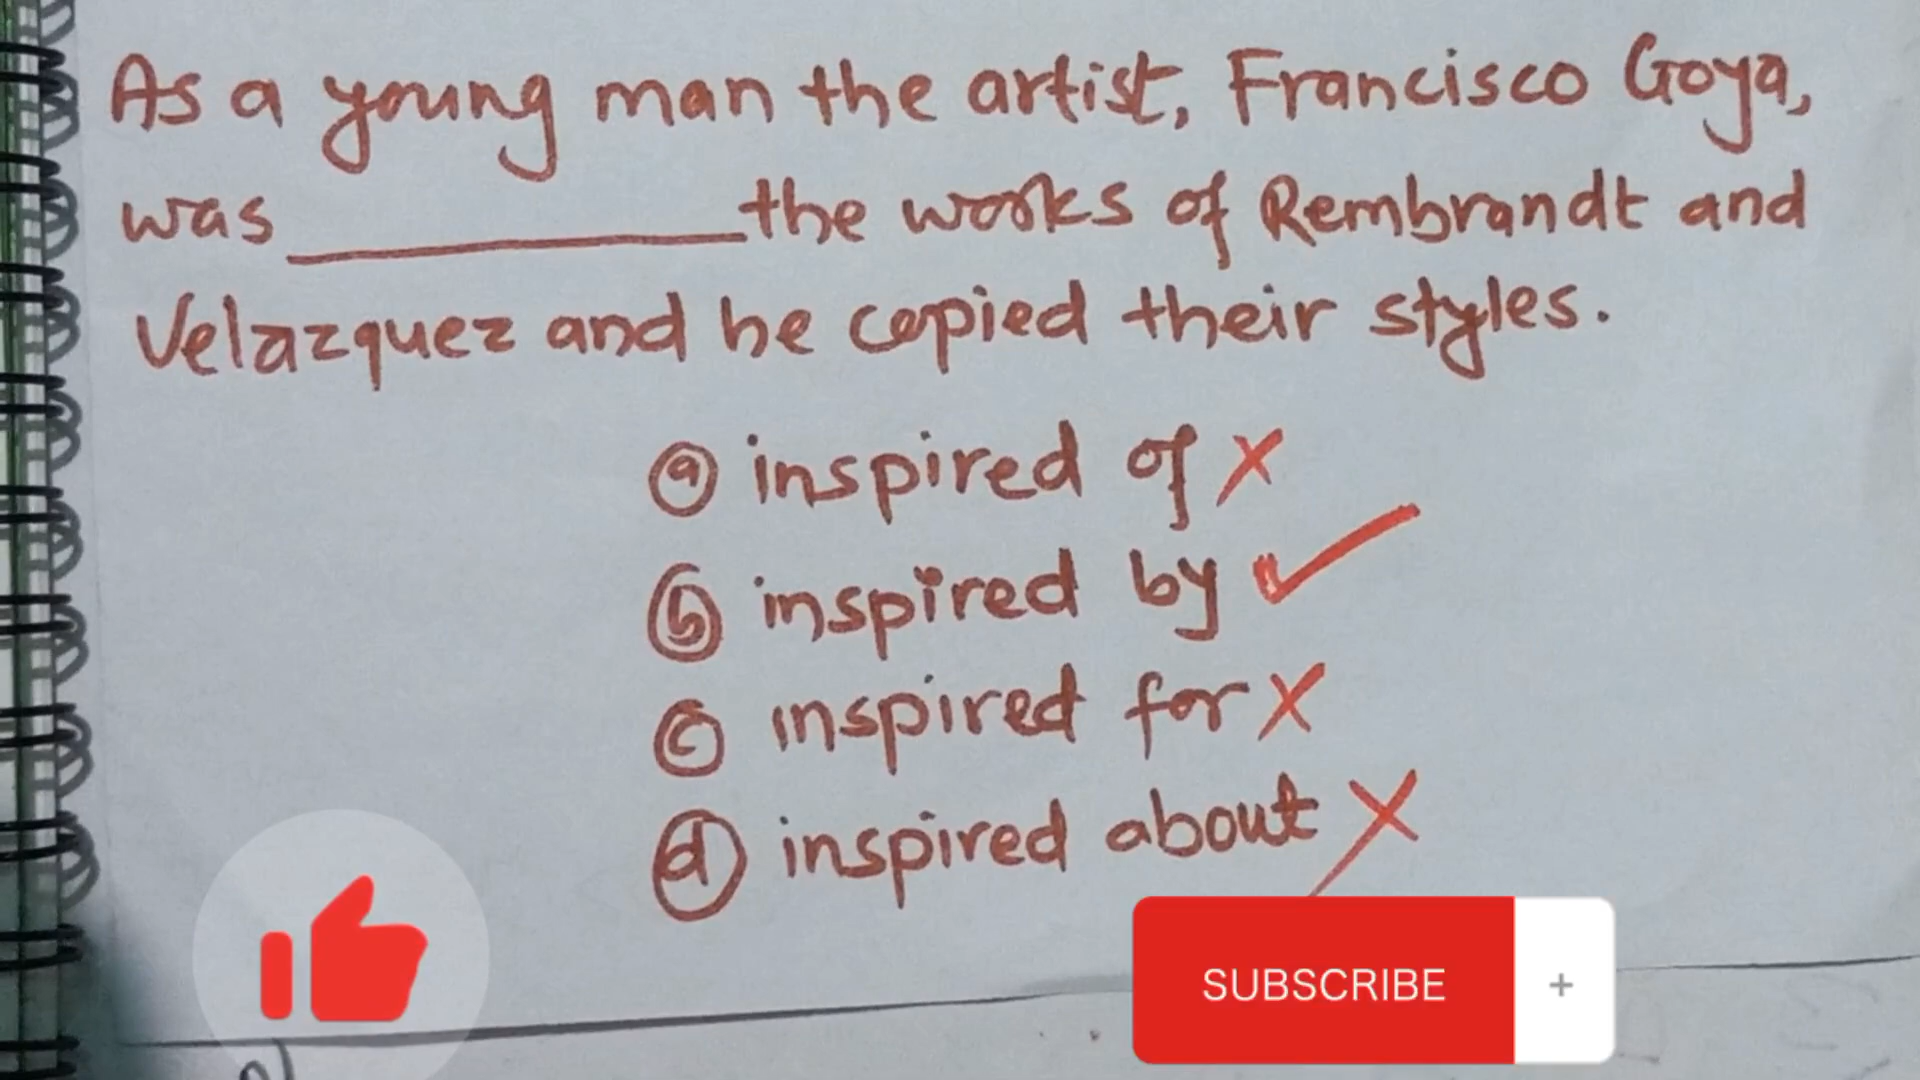 As a young man the artist, Francisco Goya,
was ____________ the works of Rembrandt and
Velazquez and he copied their styles.
a inspired of ✗
b inspired by ✓
c inspired for ✗
d inspired about ✗
SUBSCRIBE +